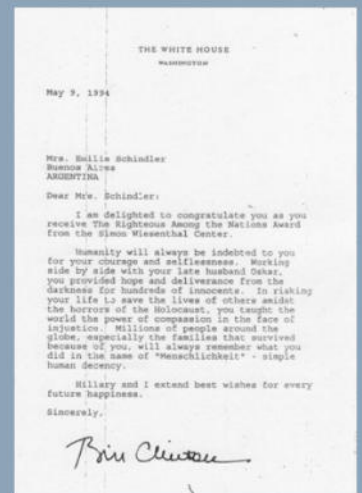 THE WHITE HOUSE
WASHINGTON
May 9, 1994
Mrs. Emilie Schindler
Buenos Aires
ARGENTINA
Dear Mrs. Schindler:
I am delighted to congratulate you as you
receive The Righteous Among the Nations Award
from the Simon Wiesenthal Center.
Humanity will always be indebted to you
for your courage and selflessness. Working
side by side with your late husband Oskar,
you provided hope and deliverance from the
darkness for hundreds of innocents. In risking
your life to save the lives of others amidst
the horrors of the Holocaust, you taught the
world the power of compassion in the face of
injustice. Millions of people around the
globe, especially the families that survived
because of you, will always remember what you
did in the name of "Menschlichkeit" - simple
human decency.
Hillary and I extend best wishes for every
future happiness.
Sincerely,
Bill Clinton